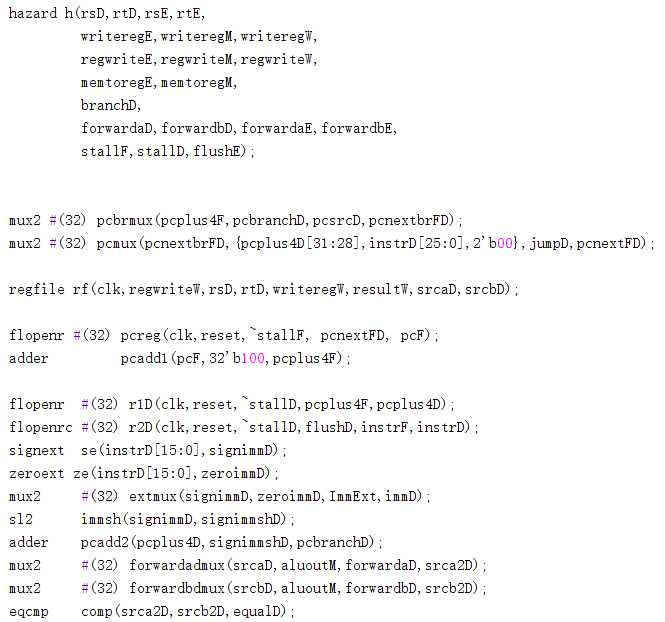 hazard h(rsD,rtD,rsE,rtE,
writeregE,writeregM,writeregW,
regwriteE,regwriteM,regwriteW,
memtoregE,memtoregM,
branchD,
forwardaD,forwardbD,forwardaE,forwardbE,
stallF,stallD,flushE);
mux2 #(32) pcbrmux(pcplus4F,pcbranchD,pcsrcD,pcnextbrFD);
mux2 #(32) pcmux(pcnextbrFD,{pcplus4D[31:28],instrD[25:0],2'b00},jumpD,pcnextFD);
regfile rf(clk,regwriteW,rsD,rtD,writeregW,resultW,srcaD,srcbD);
flopenr #(32) pcreg(clk,reset,~stallF, pcnextFD, pcF);
adder pcadd1(pcF,32'b100,pcplus4F);
flopenr #(32) r1D(clk,reset,~stallD,pcplus4F,pcplus4D);
flopenrc #(32) r2D(clk,reset,~stallD,flushD,instrF,instrD);
signext se(instrD[15:0],signimmD);
zeroext ze(instrD[15:0],zeroimmD);
mux2 #(32) extmux(signimmD,zeroimmD,ImmExt,immD);
sl2 immsh(signimmD,signimmshD);
adder pcadd2(pcplus4D,signimmshD,pcbranchD);
mux2 #(32) forwardadmux(srcaD,aluoutM,forwardaD,srca2D);
mux2 #(32) forwardbdmux(srcbD,aluoutM,forwardbD,srcb2D);
eqcmp comp(srca2D,srcb2D,equalD);